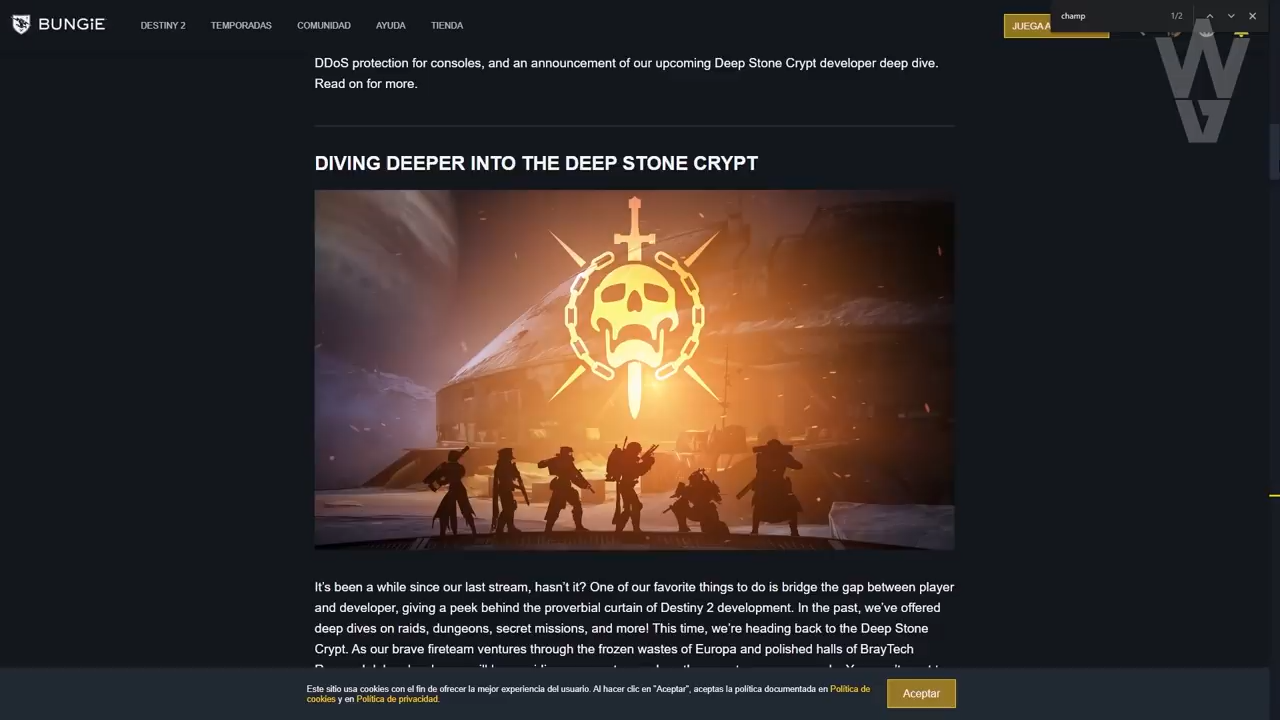 BUNGiE DESTINY 2 TEMPORADAS COMUNIDAD AYUDA TIENDA JUEGA A champ 1/2
DDoS protection for consoles, and an announcement of our upcoming Deep Stone Crypt developer deep dive.
Read on for more.
DIVING DEEPER INTO THE DEEP STONE CRYPT
It’s been a while since our last stream, hasn’t it? One of our favorite things to do is bridge the gap between player
and developer, giving a peek behind the proverbial curtain of Destiny 2 development. In the past, we’ve offered
deep dives on raids, dungeons, secret missions, and more! This time, we’re heading back to the Deep Stone
Crypt. As our brave fireteam ventures through the frozen wastes of Europa and polished halls of BrayTech
Este sitio usa cookies con el fin de ofrecer la mejor experiencia del usuario. Al hacer clic en "Aceptar", aceptas la política documentada en Política de
cookies y en Política de privacidad.
Aceptar